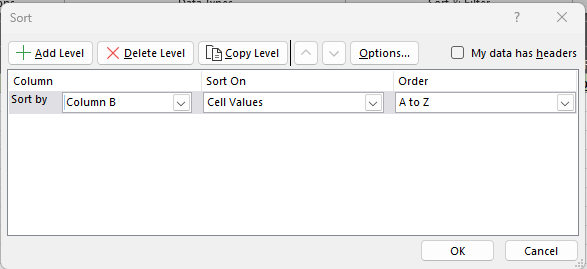 Sort
?
Add Level Delete Level Copy Level Options... My data has headers
Column Sort On Order
Sort by Column B Cell Values A to Z
OK Cancel